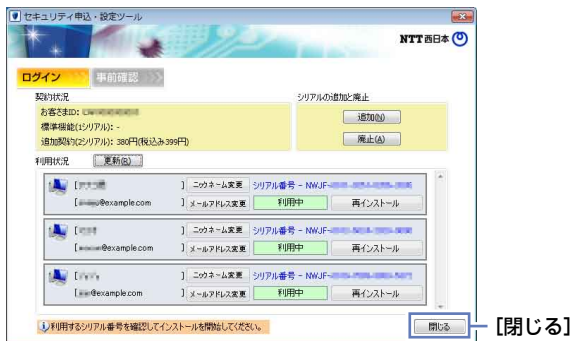 セキュリティ申込・設定ツール
NTT西日本
ログイン
事前確認
契約状況
シリアルの追加と廃止
お客さまID:
標準機能(1シリアル): -
追加契約(2シリアル): 380円(税込み399円)
追加(N)
廃止(A)
利用状況
更新(R)
[ ] ニックネーム変更 シリアル番号 - NWJF-
[ @example.com ] メールアドレス変更 利用中 再インストール
[ ] ニックネーム変更 シリアル番号 - NWJF-
[ @example.com ] メールアドレス変更 利用中 再インストール
[ ] ニックネーム変更 シリアル番号 - NWJF-
[ @example.com ] メールアドレス変更 利用中 再インストール
利用するシリアル番号を確認してインストールを開始してください。
閉じる
[閉じる]